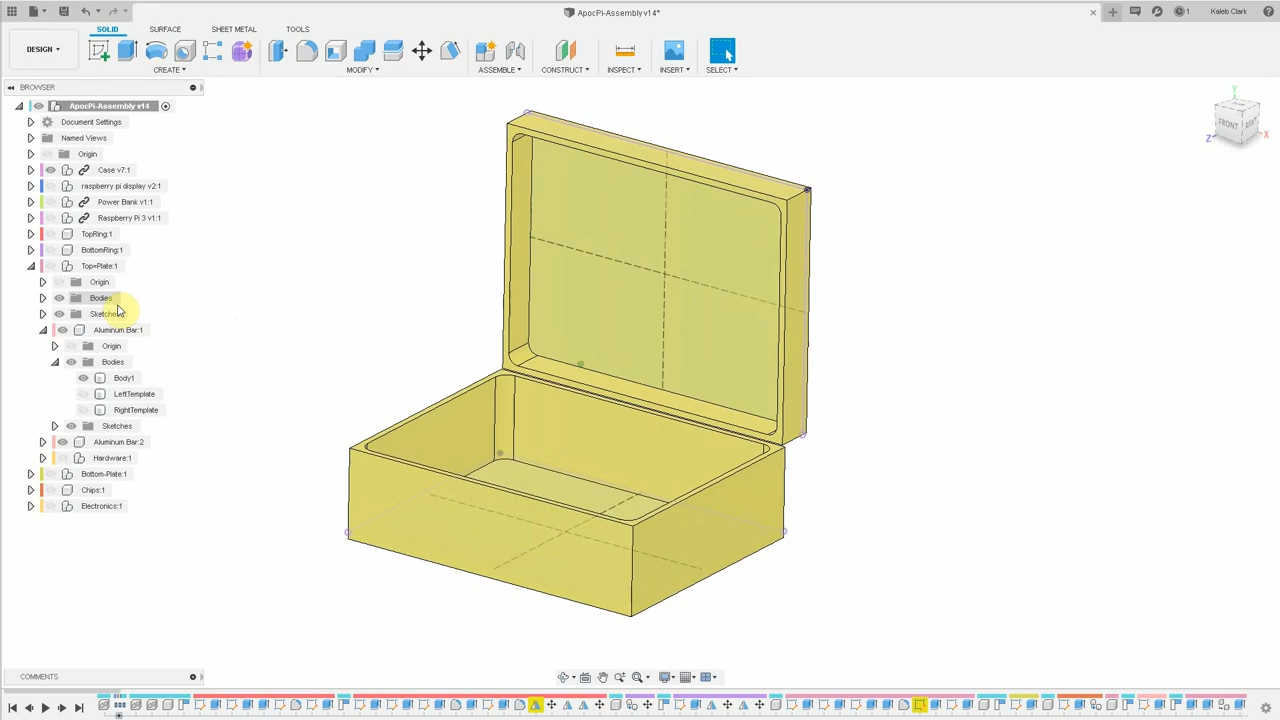 ApocPi-Assembly v14*
1
Kaleb Clark
SOLID
SURFACE
SHEET METAL
TOOLS
DESIGN
CREATE
MODIFY
ASSEMBLE
CONSTRUCT
INSPECT
INSERT
SELECT
BROWSER
ApocPi-Assembly v14
Document Settings
Named Views
Origin
Case v7:1
raspberry pi display v2:1
Power Bank v1:1
Raspberry Pi 3 v1:1
TopRing:1
BottomRing:1
Top=Plate:1
Origin
Bodies
Sketches
Aluminum Bar:1
Origin
Bodies
Body1
LeftTemplate
RightTemplate
Sketches
Aluminum Bar:2
Hardware:1
Bottom-Plate:1
Chips:1
Electronics:1
Y
FRONT
Z
X
COMMENTS